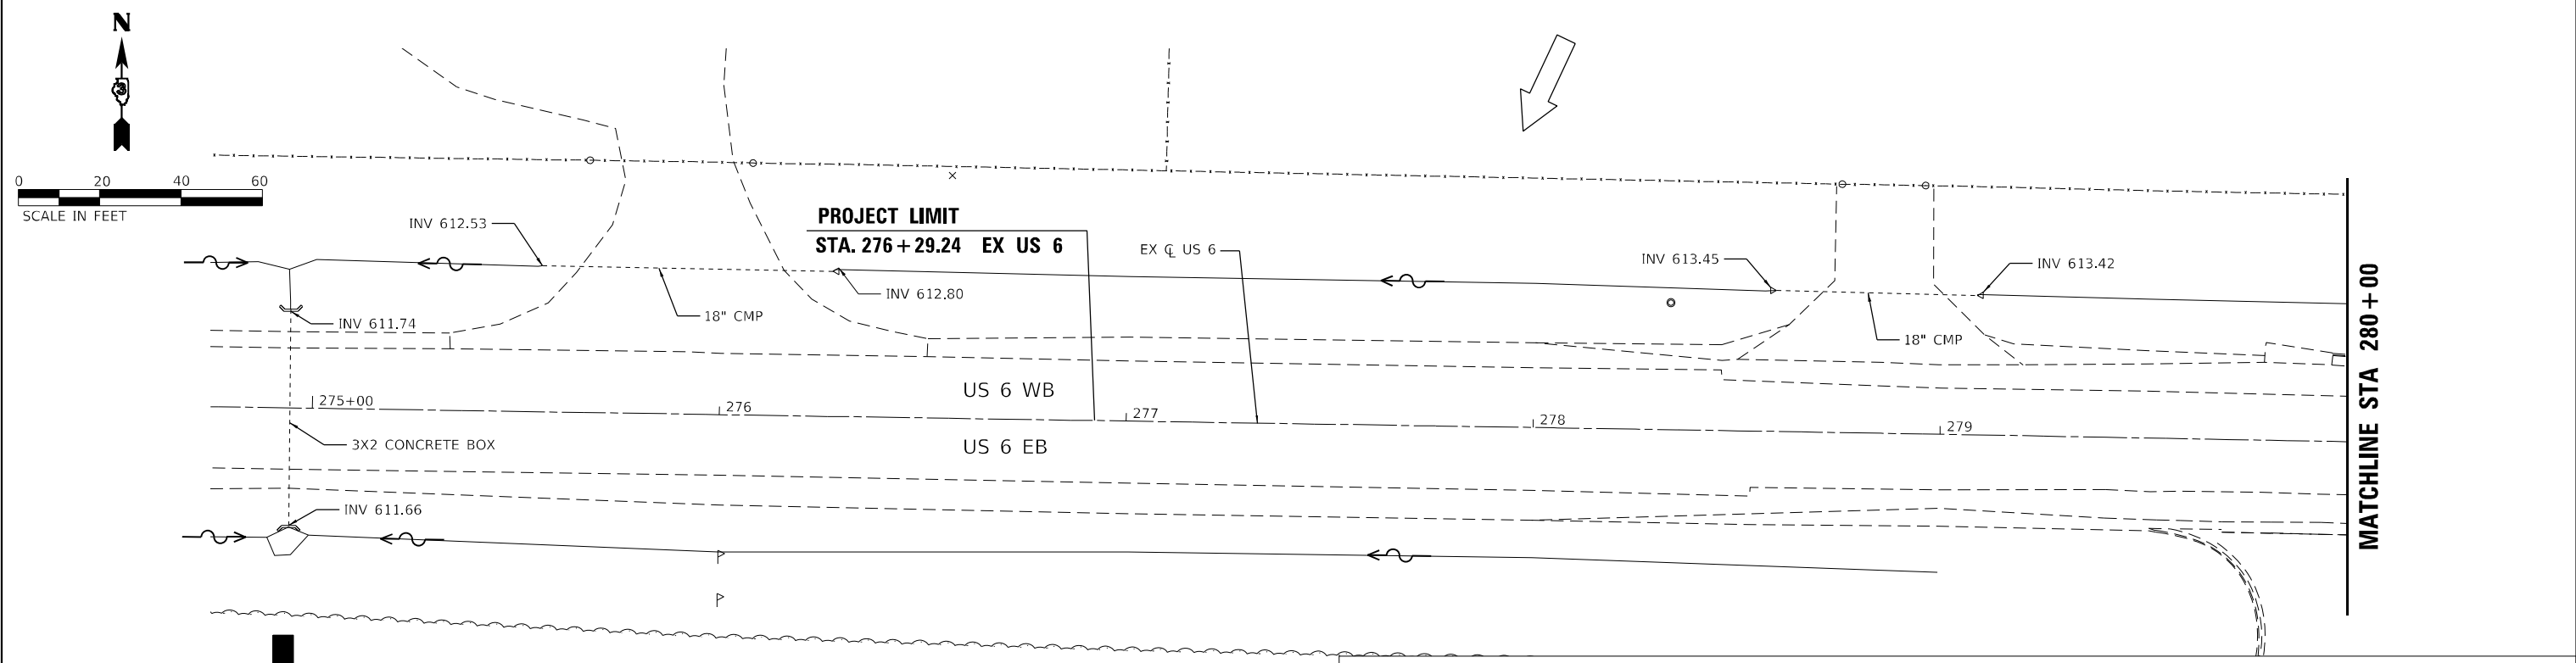 N
3
0 20 40 60
SCALE IN FEET
INV 612.53
PROJECT LIMIT
STA. 276+29.24 EX US 6
EX ℄ US 6
INV 613.45
INV 613.42
INV 612.80
INV 611.74
18" CMP
18" CMP
US 6 WB
275+00
276
277
278
279
3X2 CONCRETE BOX
US 6 EB
INV 611.66
MATCHLINE STA 280+00